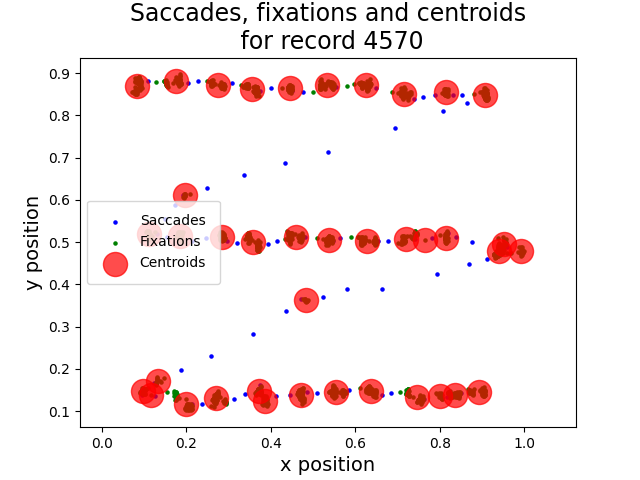 Saccades, fixations and centroids
for record 4570
0.9
0.8
0.7
0.6
0.5
0.4
0.3
0.2
0.1
y position
Saccades
Fixations
Centroids
0.0
0.2
0.4
0.6
0.8
1.0
x position